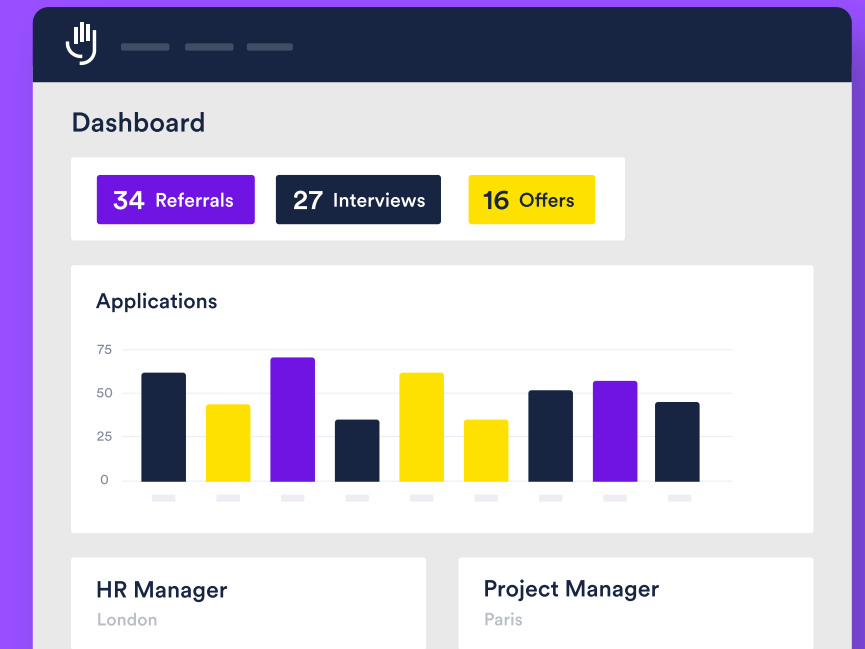 Dashboard
34 Referrals
27 Interviews
16 Offers
Applications
75
50
25
0
HR Manager
London
Project Manager
Paris